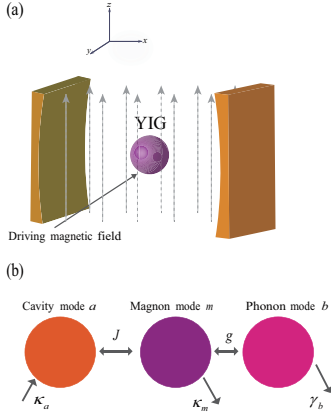 (a)
z
y
x
YIG
Driving magnetic field
(b)
Cavity mode a
Magnon mode m
Phonon mode b
J
g
κa
κm
γb